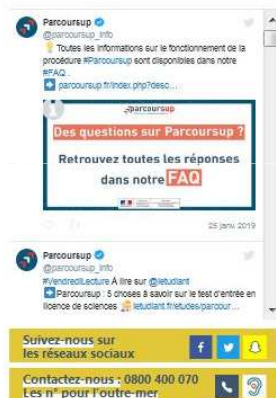 Parcoursup
@parcoursup_info
Toutes les informations sur le fonctionnement de la
procédure #Parcoursup sont disponibles dans notre
#FAQ.
parcoursup.fr/index.php?desc...
parcoursup
Des questions sur Parcoursup ?
Retrouvez toutes les réponses
dans notre FAQ
25 janv. 2019
Parcoursup
@parcoursup_info
#VendrediLecture À lire sur @letudiant
Parcoursup : 5 choses à savoir sur le test d'entrée en
licence de sciences letudiant.fr/etudes/parcour...
Suivez-nous sur
les réseaux sociaux
Contactez-nous : 0800 400 070
Les n° pour l'outre-mer